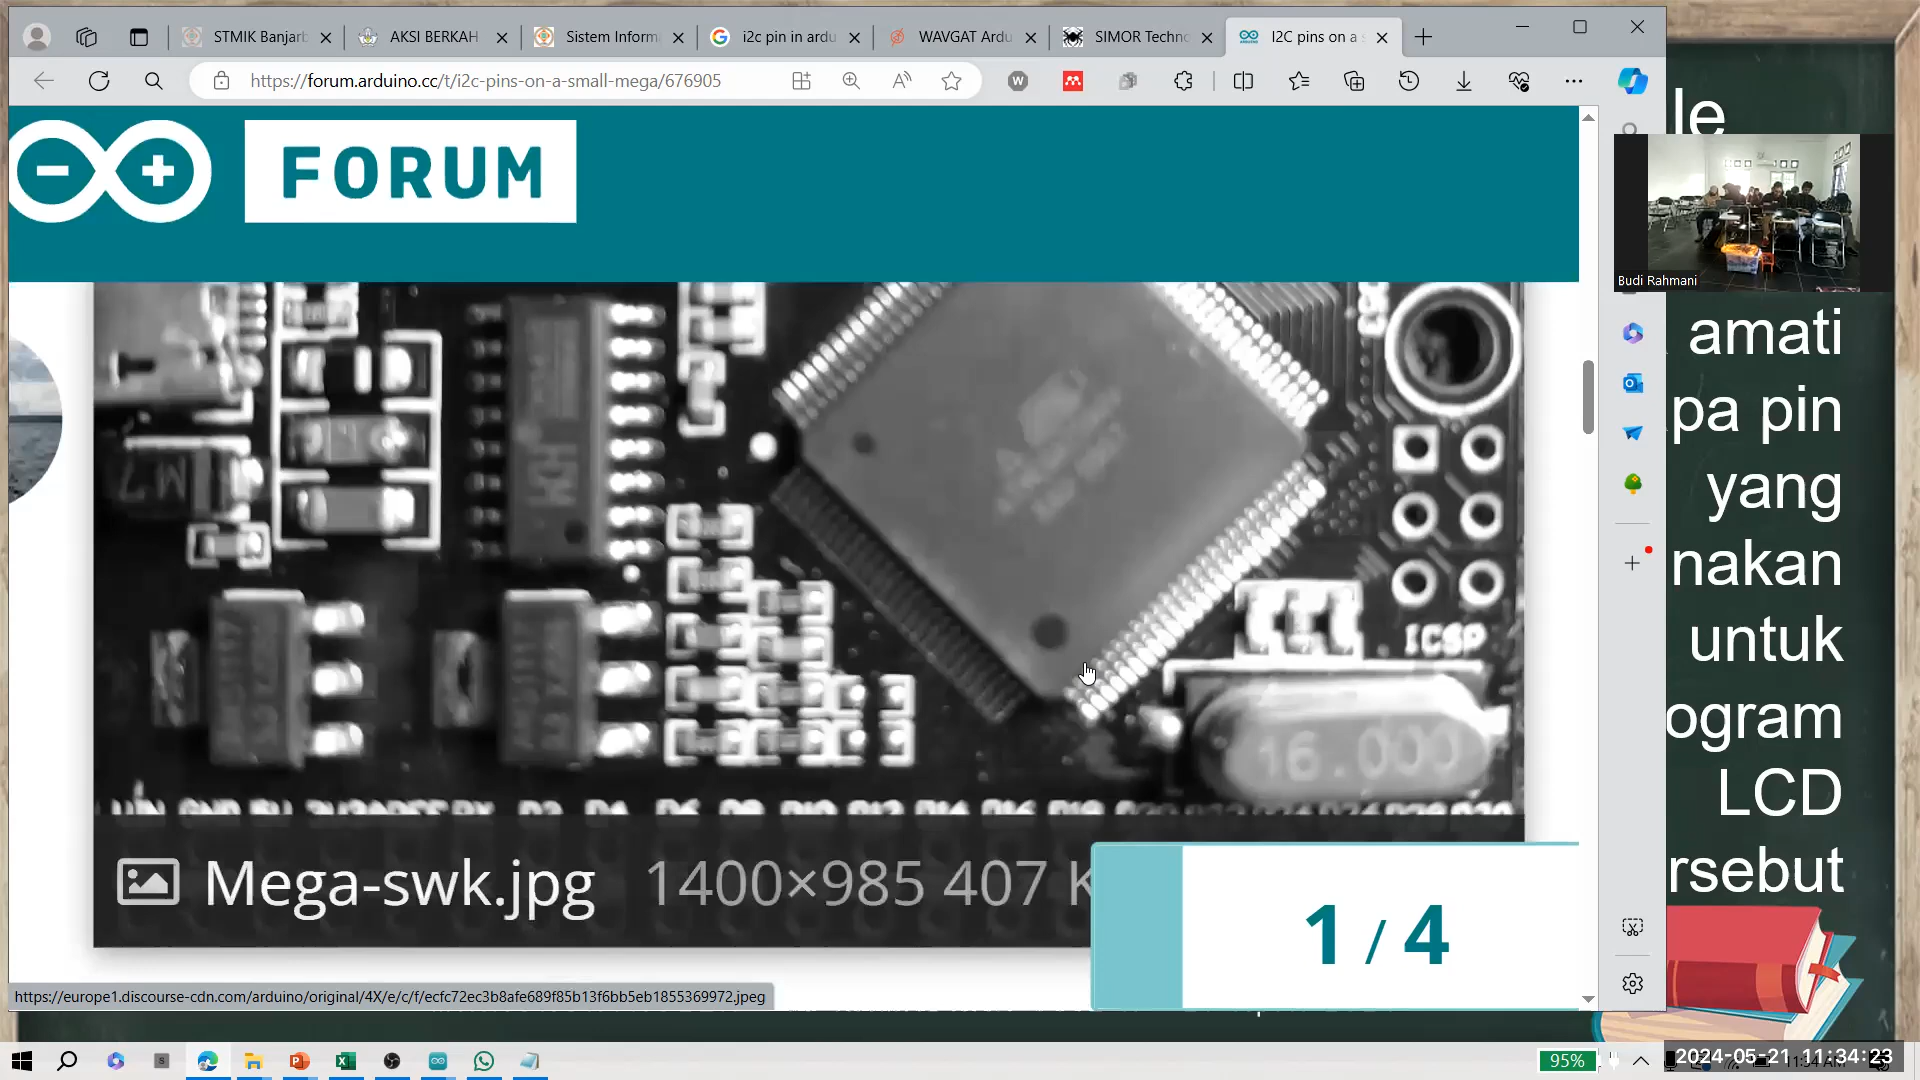 STMIK Banjarb
AKSI BERKAH
Sistem Inform
i2c pin in ardu
WAVGAT Ardu
SIMOR Techno
I2C pins on a s
https://forum.arduino.cc/t/i2c-pins-on-a-small-mega/676905
FORUM
le
Budi Rahmani
amati
pa pin
yang
nakan
untuk
ogram
LCD
rsebut
M7
ICSP
16.000
Mega-swk.jpg 1400×985 407 K
1 / 4
https://europe1.discourse-cdn.com/arduino/original/4X/e/c/f/ecfc72ec3b8afe689f85b13f6bb5eb1855369972.jpeg
95%
2024-05-21 11:34:23